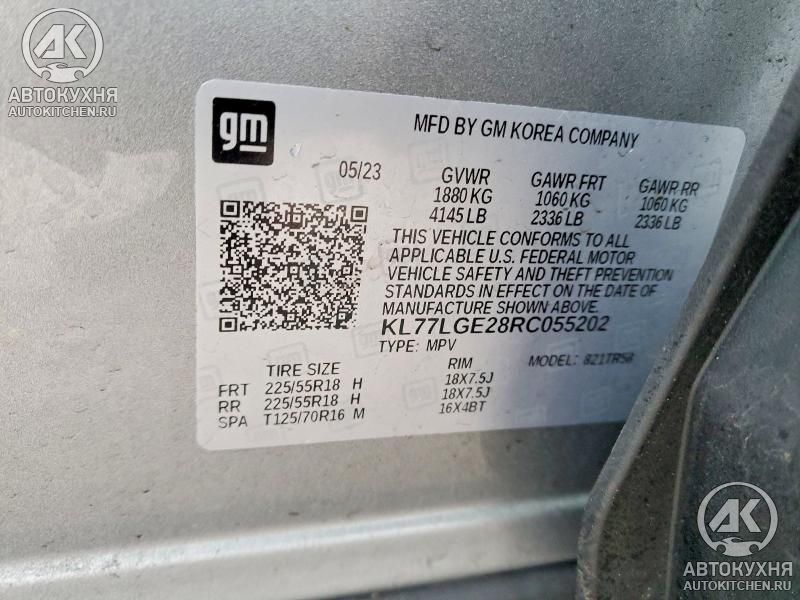 AK
АВТОКУХНЯ
AUTOKITCHEN.RU
gm
MFD BY GM KOREA COMPANY
05/23
GVWR GAWR FRT GAWR RR
1880 KG 1060 KG 1060 KG
4145 LB 2336 LB 2336 LB
THIS VEHICLE CONFORMS TO ALL
APPLICABLE U.S. FEDERAL MOTOR
VEHICLE SAFETY AND THEFT PREVENTION
STANDARDS IN EFFECT ON THE DATE OF
MANUFACTURE SHOWN ABOVE.
KL77LGE28RC055202
TYPE: MPV MODEL:
TIRE SIZE RIM
FRT 225/55R18 H 18X7.5J
RR 225/55R18 H 18X7.5J
SPA T125/70R16 M 16X4BT
AK
АВТОКУХНЯ
AUTOKITCHEN.RU